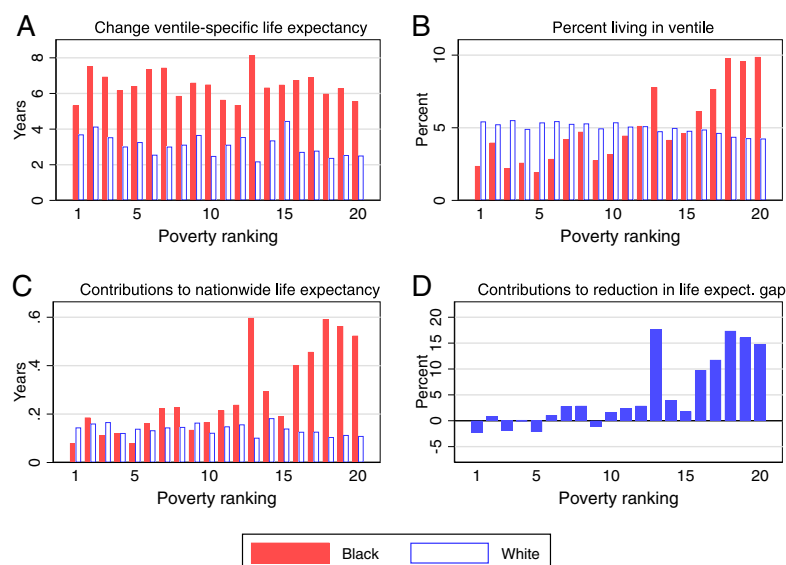 A
Change ventile-specific life expectancy
Years
8
6
4
2
0
1 5 10 15 20
Poverty ranking
B
Percent living in ventile
Percent
10
5
0
1 5 10 15 20
Poverty ranking
C
Contributions to nationwide life expectancy
Years
.6
.4
.2
0
1 5 10 15 20
Poverty ranking
D
Contributions to reduction in life expect. gap
Percent
20
15
10
5
0
-5
1 5 10 15 20
Poverty ranking
Black White